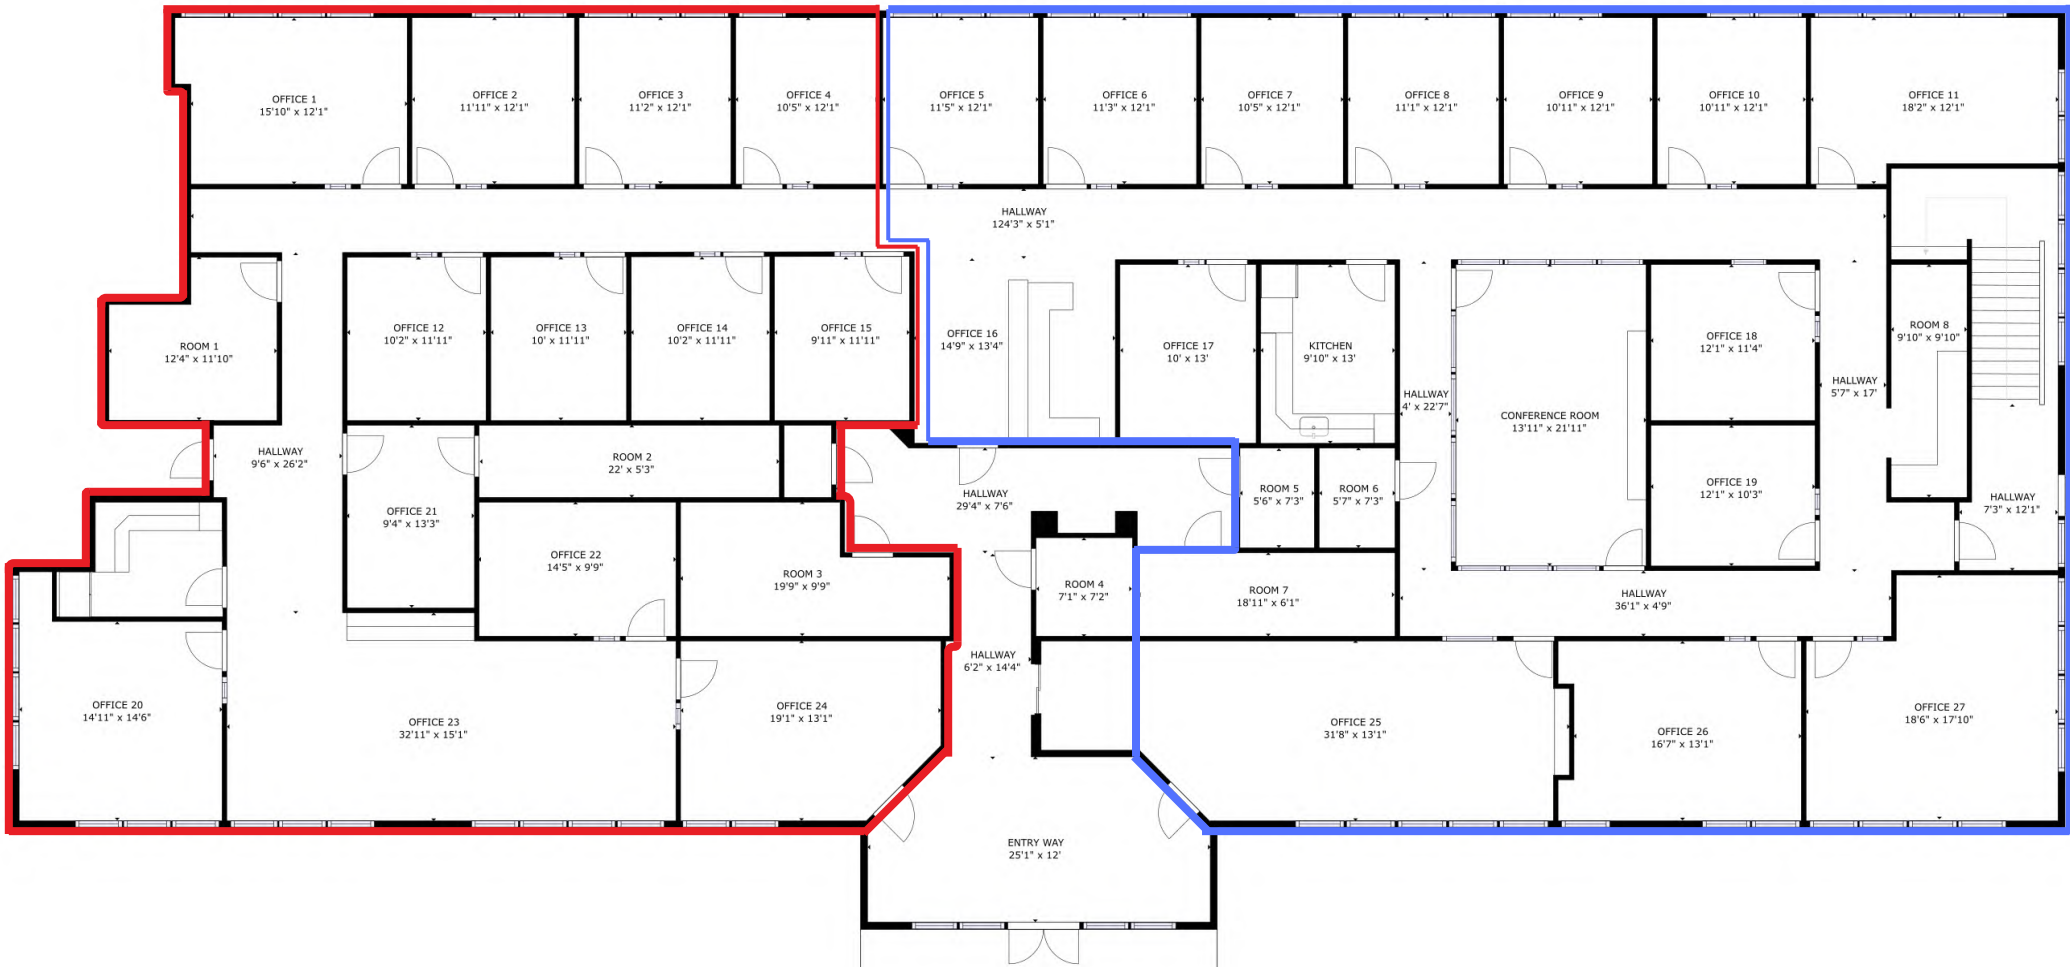 OFFICE 1
15'10" x 12'1"
OFFICE 2
11'11" x 12'1"
OFFICE 3
11'2" x 12'1"
OFFICE 4
10'5" x 12'1"
OFFICE 5
11'5" x 12'1"
OFFICE 6
11'3" x 12'1"
OFFICE 7
10'5" x 12'1"
OFFICE 8
11'1" x 12'1"
OFFICE 9
10'11" x 12'1"
OFFICE 10
10'11" x 12'1"
OFFICE 11
18'2" x 12'1"
HALLWAY
124'3" x 5'1"
ROOM 1
12'4" x 11'10"
OFFICE 12
10'2" x 11'11"
OFFICE 13
10' x 11'11"
OFFICE 14
10'2" x 11'11"
OFFICE 15
9'11" x 11'11"
OFFICE 16
14'9" x 13'4"
OFFICE 17
10' x 13'
KITCHEN
9'10" x 13'
HALLWAY
4' x 22'7"
CONFERENCE ROOM
13'11" x 21'11"
OFFICE 18
12'1" x 11'4"
HALLWAY
5'7" x 17'
ROOM 8
9'10" x 9'10"
HALLWAY
9'6" x 26'2"
ROOM 2
22' x 5'3"
OFFICE 21
9'4" x 13'3"
HALLWAY
29'4" x 7'6"
ROOM 5
5'6" x 7'3"
ROOM 6
5'7" x 7'3"
OFFICE 19
12'1" x 10'3"
HALLWAY
7'3" x 12'1"
OFFICE 22
14'5" x 9'9"
ROOM 3
19'9" x 9'9"
ROOM 4
7'1" x 7'2"
ROOM 7
18'11" x 6'1"
HALLWAY
36'1" x 4'9"
HALLWAY
6'2" x 14'4"
OFFICE 20
14'11" x 14'6"
OFFICE 23
32'11" x 15'1"
OFFICE 24
19'1" x 13'1"
OFFICE 25
31'8" x 13'1"
OFFICE 26
16'7" x 13'1"
OFFICE 27
18'6" x 17'10"
ENTRY WAY
25'1" x 12'